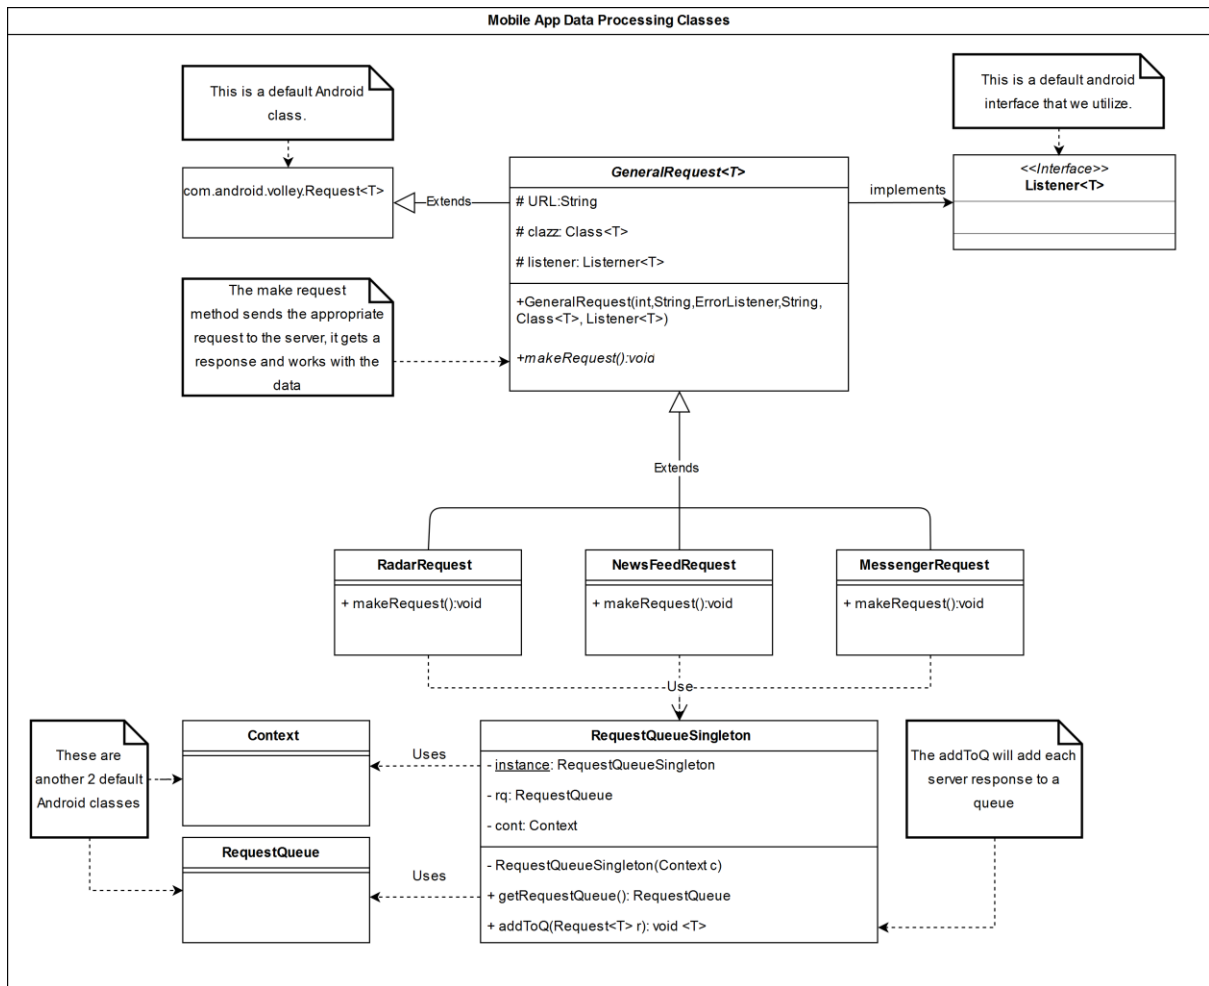 Mobile App Data Processing Classes
This is a default Android
class.
This is a default android
interface that we utilize.
com.android.volley.Request<T>
Extends
GeneralRequest<T>
# URL:String
# clazz: Class<T>
# listener: Listerner<T>
+GeneralRequest(int,String,ErrorListener,String,
Class<T>, Listener<T>)
+makeRequest():void
implements
<<Interface>>
Listener<T>
The make request
method sends the appropriate
request to the server, it gets a
response and works with the
data
Extends
RadarRequest
+ makeRequest():void
NewsFeedRequest
+ makeRequest():void
MessengerRequest
+ makeRequest():void
Use
These are
another 2 default
Android classes
Context
Uses
RequestQueue
Uses
RequestQueueSingleton
- instance: RequestQueueSingleton
- rq: RequestQueue
- cont: Context
- RequestQueueSingleton(Context c)
+ getRequestQueue(): RequestQueue
+ addToQ(Request<T> r): void <T>
The addToQ will add each
server response to a
queue